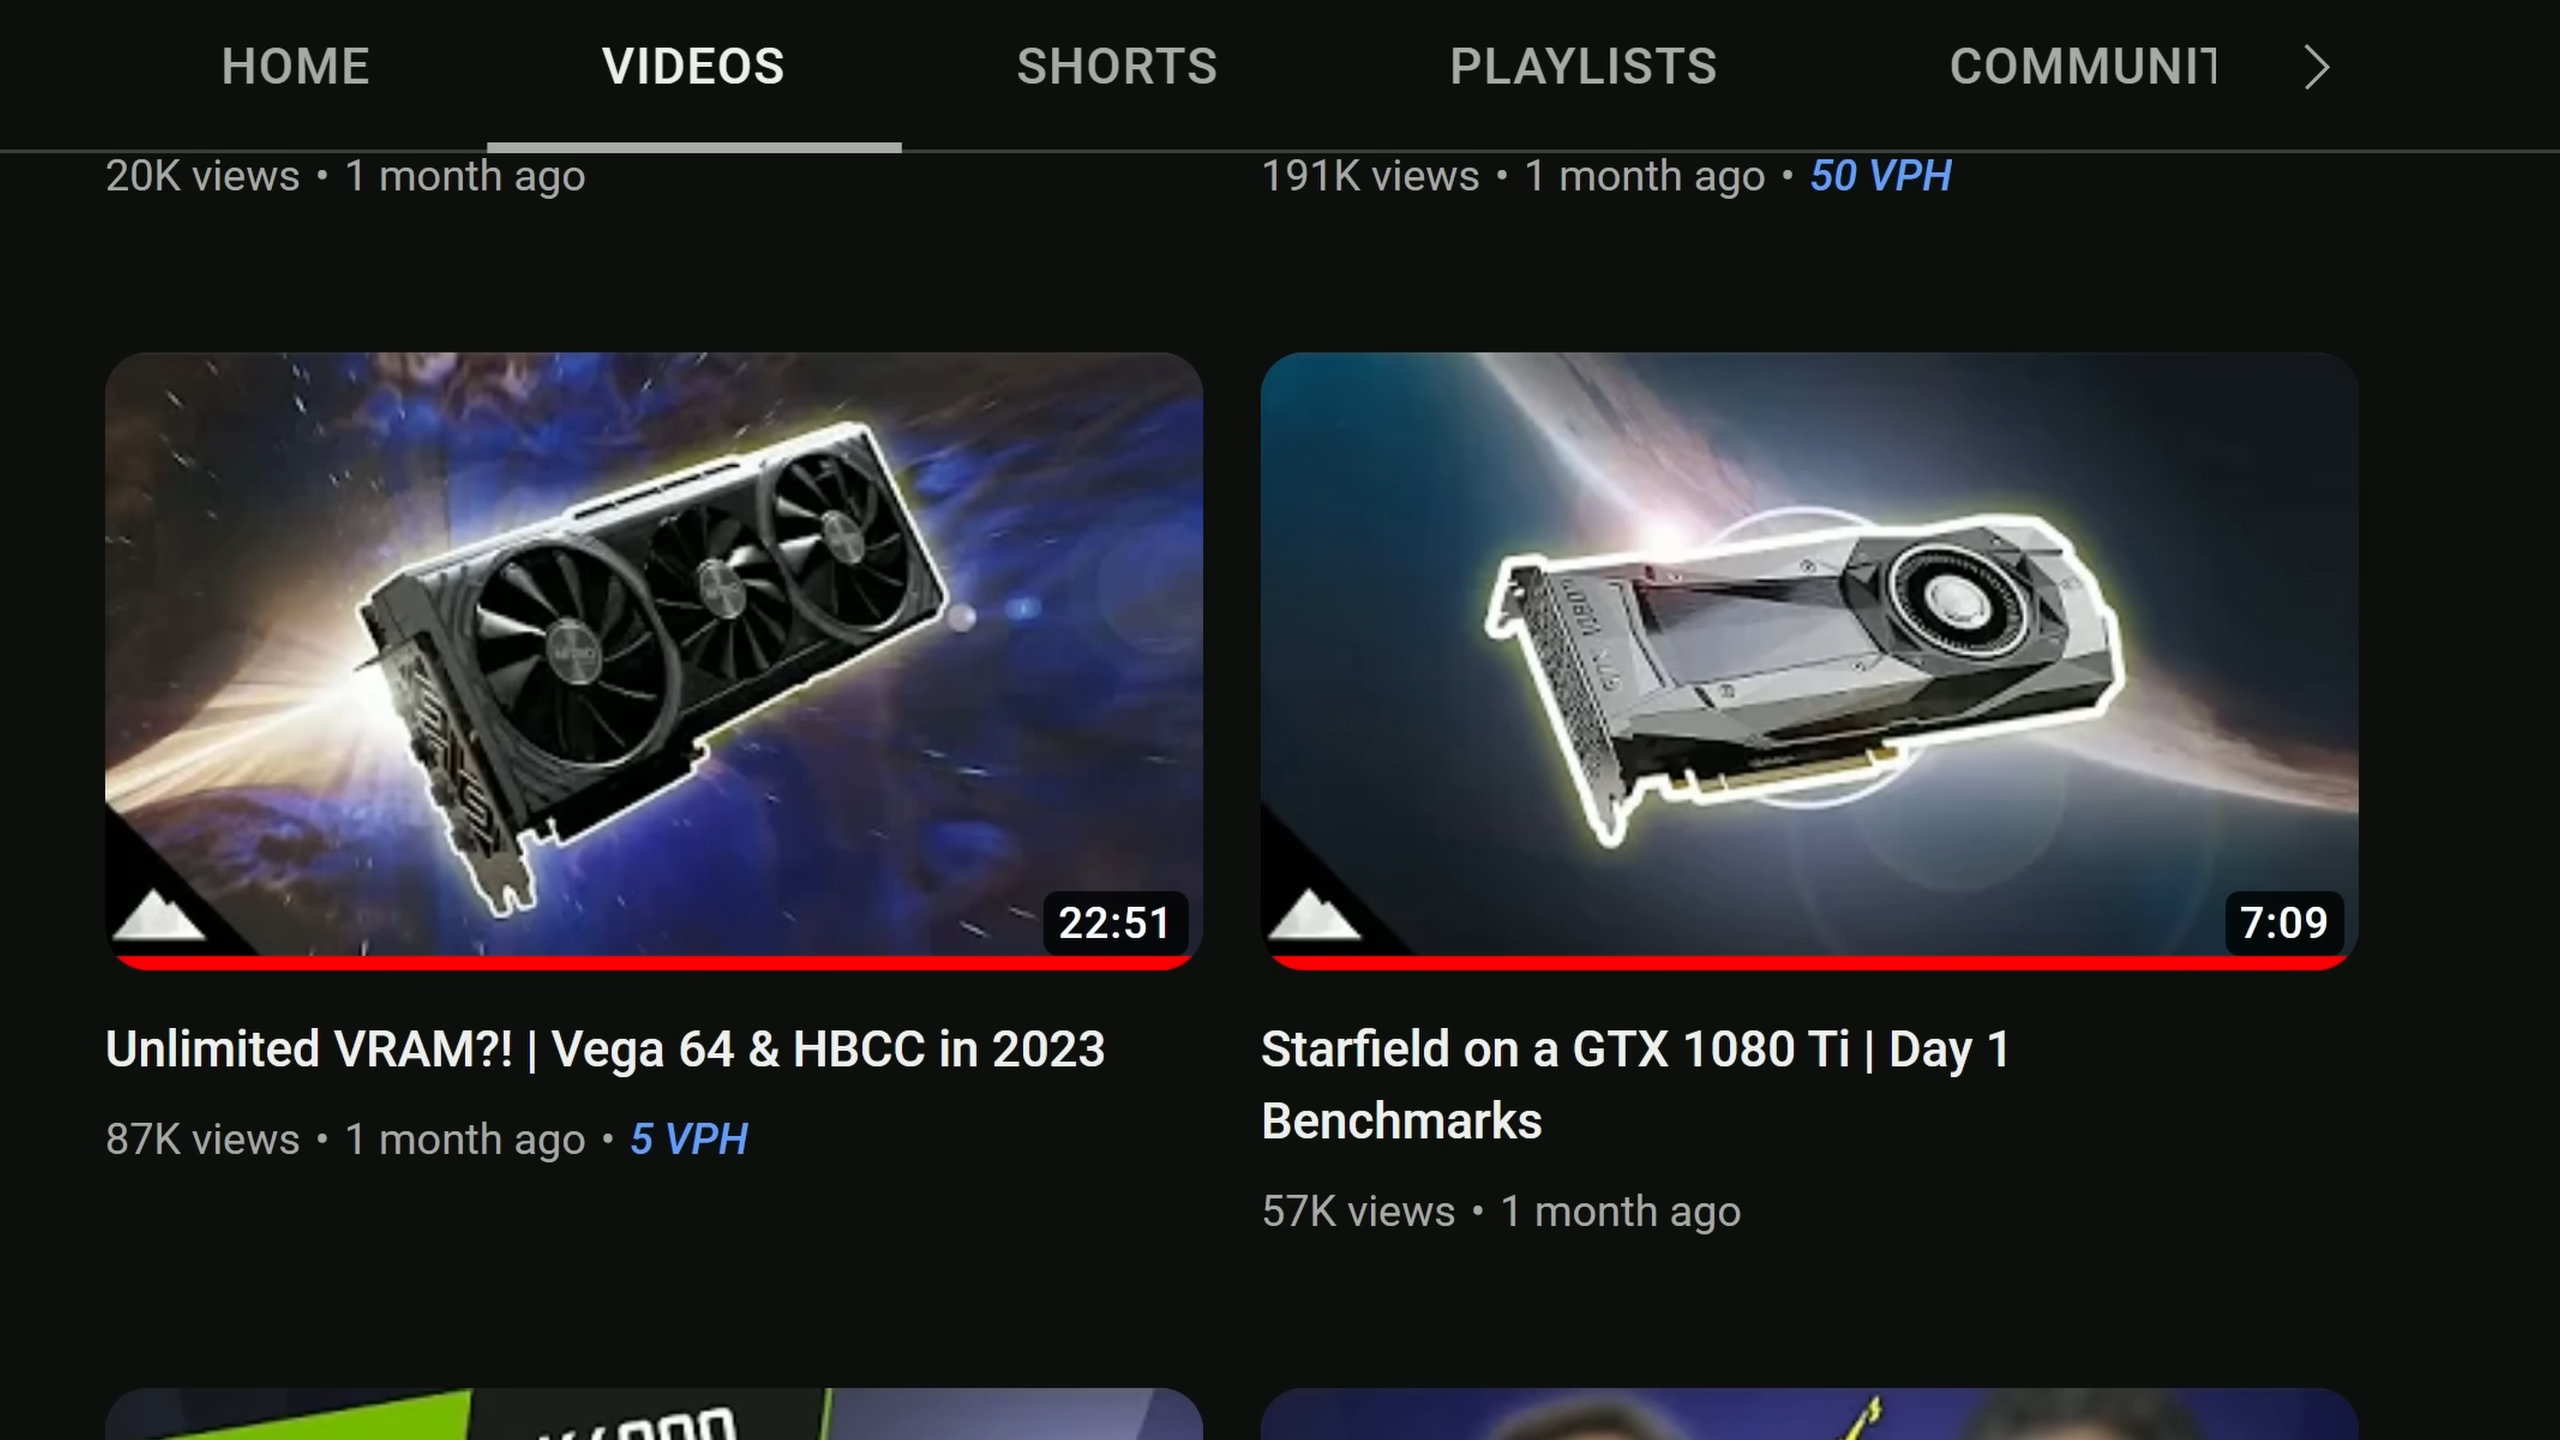 HOME VIDEOS SHORTS PLAYLISTS COMMUNIT
20K views • 1 month ago
191K views • 1 month ago • 50 VPH
22:51
7:09
Unlimited VRAM?! | Vega 64 & HBCC in 2023
87K views • 1 month ago • 5 VPH
Starfield on a GTX 1080 Ti | Day 1
Benchmarks
57K views • 1 month ago